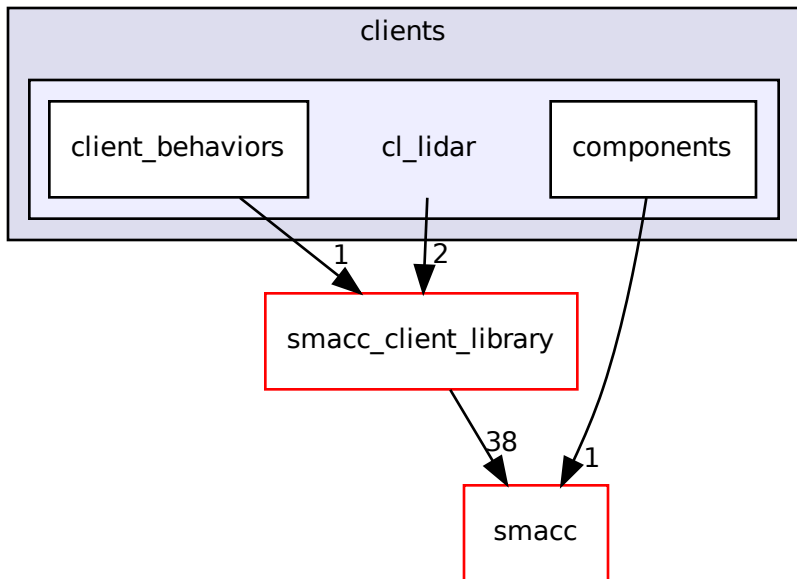 clients
client_behaviors
cl_lidar
components
1
2
smacc_client_library
38
1
smacc